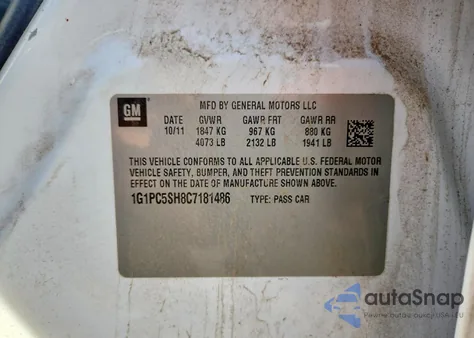 GM
MFD BY GENERAL MOTORS LLC
DATE GVWR GAWR FRT GAWR RR
10/11 1847 KG 967 KG 880 KG
4073 LB 2132 LB 1941 LB
THIS VEHICLE CONFORMS TO ALL APPLICABLE U.S. FEDERAL MOTOR
VEHICLE SAFETY, BUMPER, AND THEFT PREVENTION STANDARDS IN
EFFECT ON THE DATE OF MANUFACTURE SHOWN ABOVE.
1G1PC5SH8C7181486 TYPE: PASS CAR
autoSnap